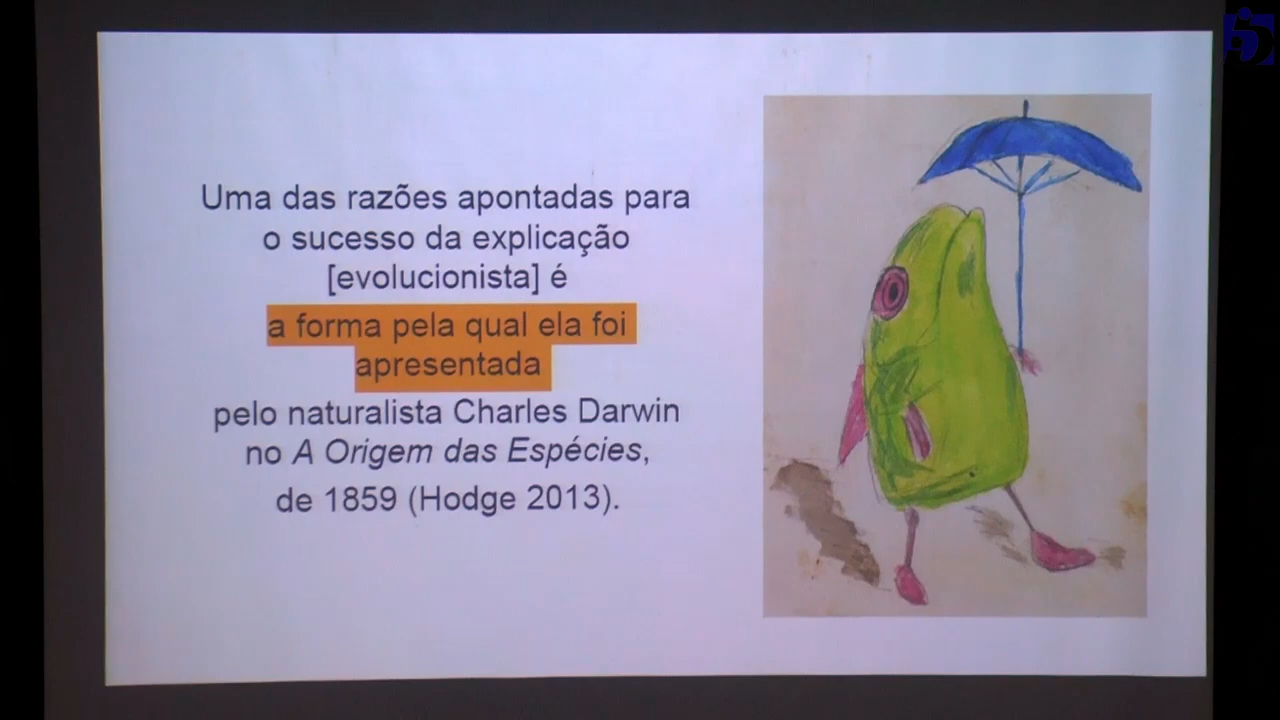 Uma das razões apontadas para
o sucesso da explicação
[evolucionista] é
a forma pela qual ela foi
apresentada
pelo naturalista Charles Darwin
no A Origem das Espécies,
de 1859 (Hodge 2013).